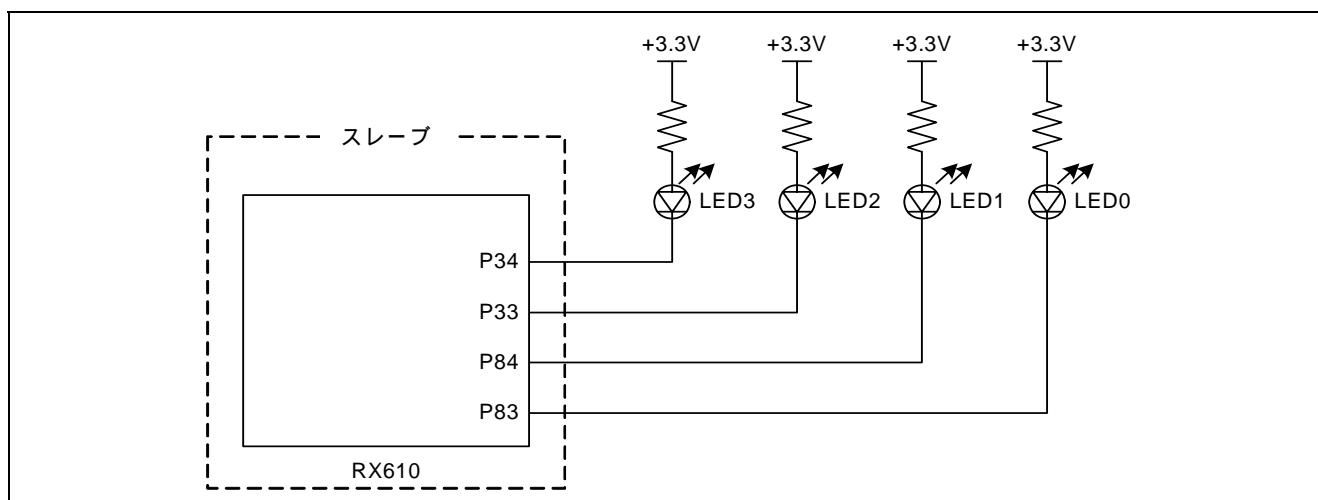 +3.3V +3.3V +3.3V +3.3V
スレーブ
LED3 LED2 LED1 LED0
P34
P33
P84
P83
RX610